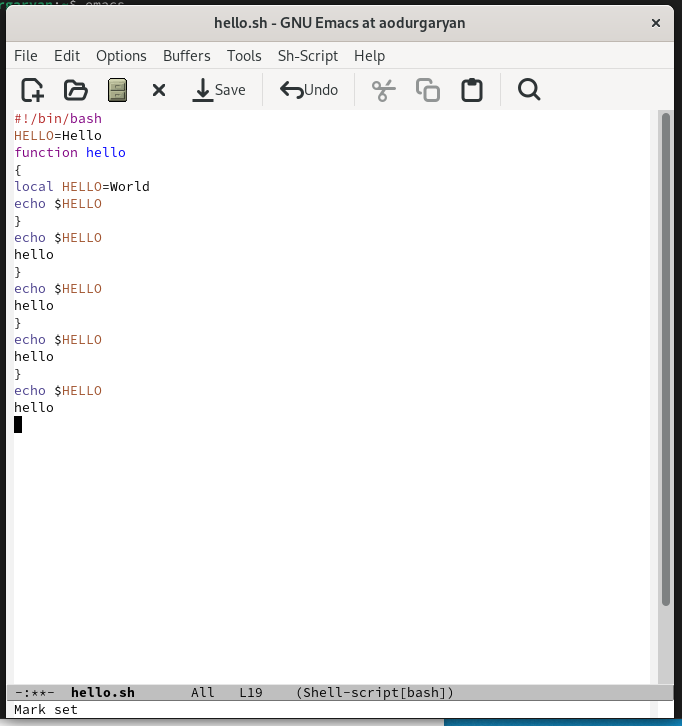 hello.sh - GNU Emacs at aodurgaryan
File Edit Options Buffers Tools Sh-Script Help
Save Undo
#!/bin/bash
HELLO=Hello
function hello
{
local HELLO=World
echo $HELLO
}
echo $HELLO
hello
}
echo $HELLO
hello
}
echo $HELLO
hello
}
echo $HELLO
hello
-:**-  hello.sh       All   L19    (Shell-script[bash])
Mark set